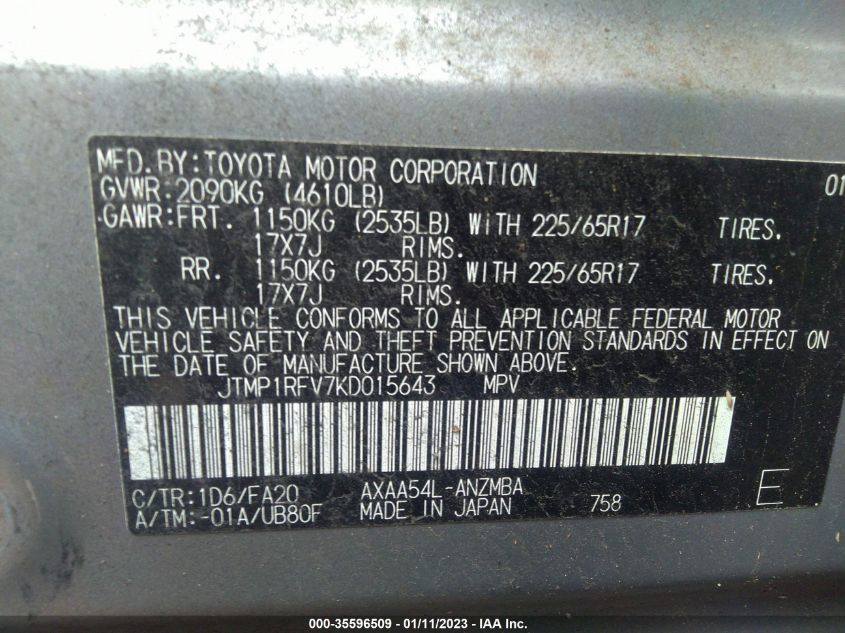 MFD. BY: TOYOTA MOTOR CORPORATION 01
GVWR: 2090KG (4610LB)
GAWR: FRT. 1150KG (2535LB) WITH 225/65R17 TIRES.
17X7J RIMS.
RR. 1150KG (2535LB) WITH 225/65R17 TIRES.
17X7J RIMS.
THIS VEHICLE CONFORMS TO ALL APPLICABLE FEDERAL MOTOR
VEHICLE SAFETY AND THEFT PREVENTION STANDARDS IN EFFECT ON
THE DATE OF MANUFACTURE SHOWN ABOVE.
JTMP1RFV7KD015643 MPV
C/TR: 1D6/FA20 AXAA54L-ANZMBA E
A/TM: -01A/UB80F MADE IN JAPAN 758
000-35596509 - 01/11/2023 - IAA Inc.